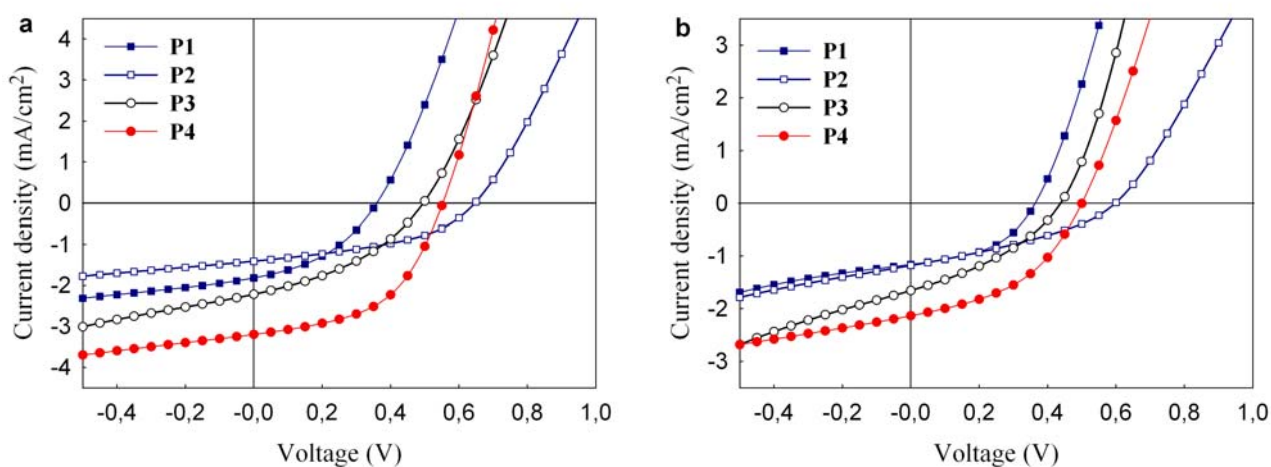 a
P1
P2
P3
P4
Current density (mA/cm²)
4
3
2
1
0
-1
-2
-3
-4
-0,4 -0,2 -0,0 0,2 0,4 0,6 0,8 1,0
Voltage (V)
b
P1
P2
P3
P4
Current density (mA/cm²)
3
2
1
0
-1
-2
-3
-0,4 -0,2 -0,0 0,2 0,4 0,6 0,8 1,0
Voltage (V)